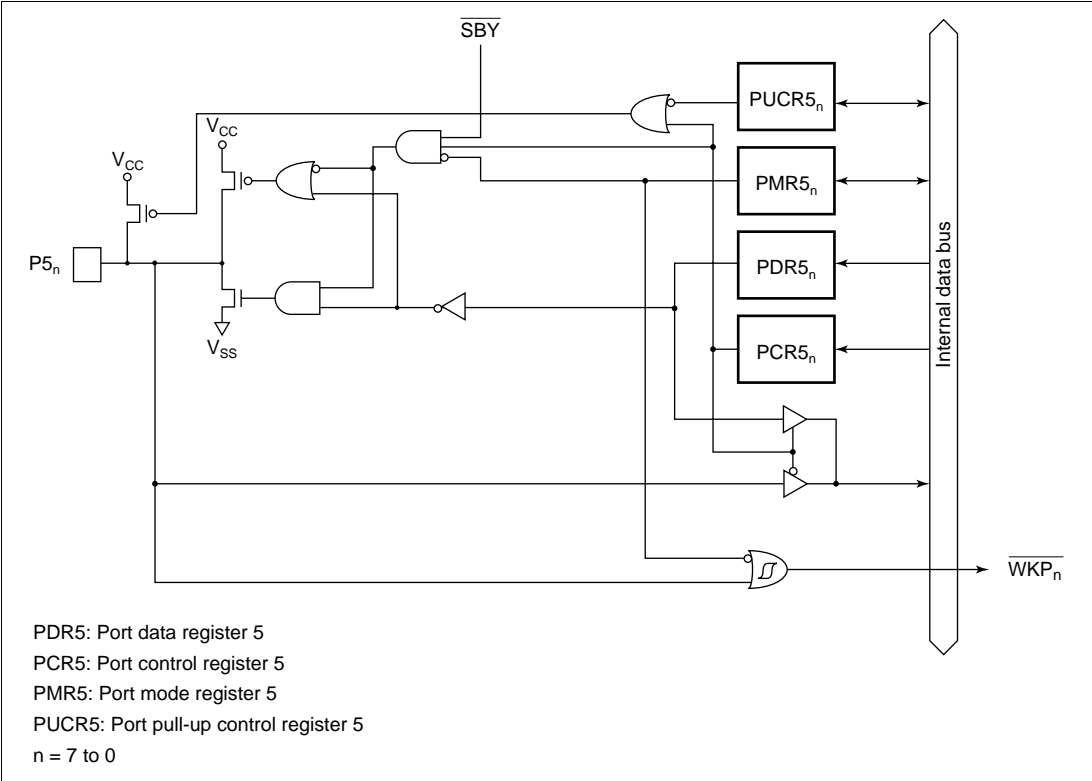 SBY
PUCR5n
VCC
VCC
PMR5n
P5n
PDR5n
VSS
PCR5n
Internal data bus
WKPn
PDR5: Port data register 5
PCR5: Port control register 5
PMR5: Port mode register 5
PUCR5: Port pull-up control register 5
n = 7 to 0